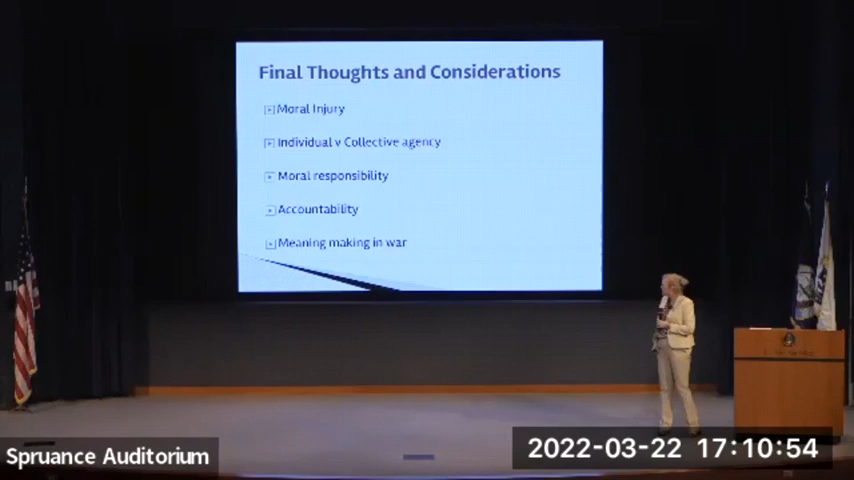 Final Thoughts and Considerations
Moral Injury
Individual v Collective agency
Moral responsibility
Accountability
Meaning making in war
Spruance Auditorium
2022-03-22 17:10:54